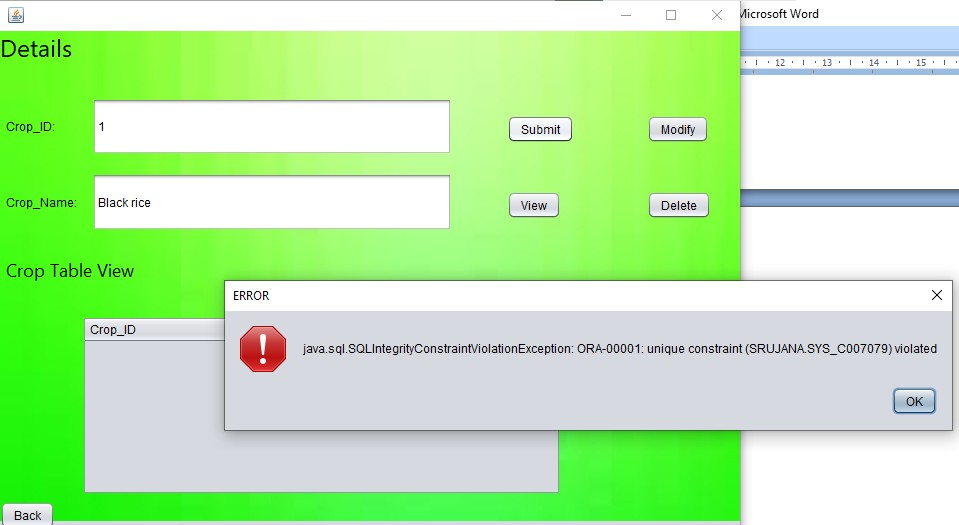 Microsoft Word
Details
12 13 14 15
Crop_ID: 1 Submit Modify
Crop_Name: Black rice View Delete
Crop Table View
ERROR
Crop_ID
java.sql.SQLIntegrityConstraintViolationException: ORA-00001: unique constraint (SRUJANA.SYS_C007079) violated
OK
Back